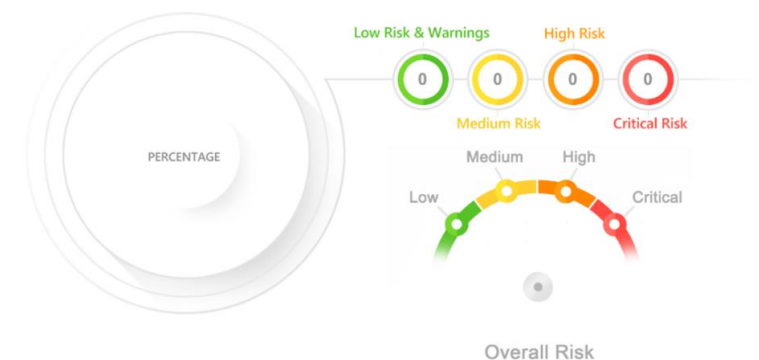 Low Risk & Warnings
High Risk
0
0
0
0
Medium Risk
Critical Risk
PERCENTAGE
Medium
High
Low
Critical
Overall Risk